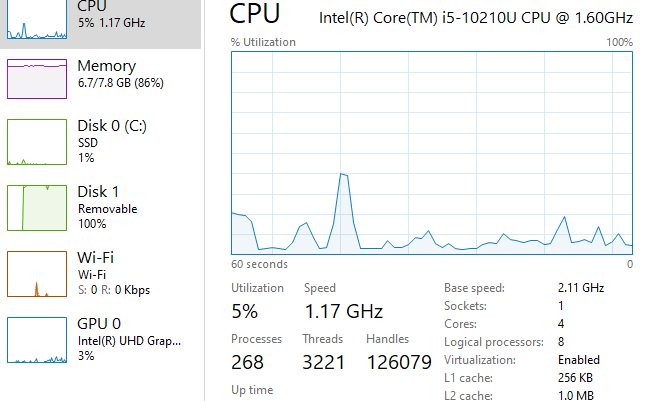 CPU
5% 1.17 GHz
Memory
6.7/7.8 GB (86%)
Disk 0 (C:)
SSD
1%
Disk 1
Removable
100%
Wi-Fi
Wi-Fi
S: 0 R: 0 Kbps
GPU 0
Intel(R) UHD Grap...
3%
CPU Intel(R) Core(TM) i5-10210U CPU @ 1.60GHz
% Utilization 100%
60 seconds 0
Utilization Speed
5% 1.17 GHz
Processes Threads Handles
268 3221 126079
Up time
Base speed: 2.11 GHz
Sockets: 1
Cores: 4
Logical processors: 8
Virtualization: Enabled
L1 cache: 256 KB
L2 cache: 1.0 MB